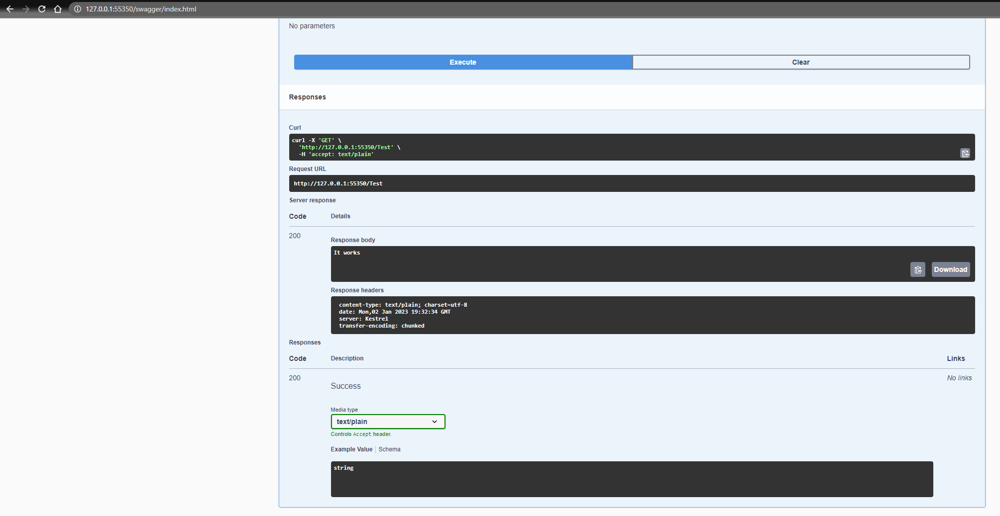 127.0.0.1:55350/swagger/index.html
No parameters
Execute
Clear
Responses
Curl
curl -X 'GET' \
  'http://127.0.0.1:55350/Test' \
  -H 'accept: text/plain'
Request URL
http://127.0.0.1:55350/Test
Server response
Code Details
200
Response body
It works
Download
Response headers
content-type: text/plain; charset=utf-8
date: Mon,02 Jan 2023 19:32:34 GMT
server: Kestrel
transfer-encoding: chunked
Responses
Code Description Links
200 No links
Success
Media type
text/plain
Controls Accept header.
Example Value Schema
string